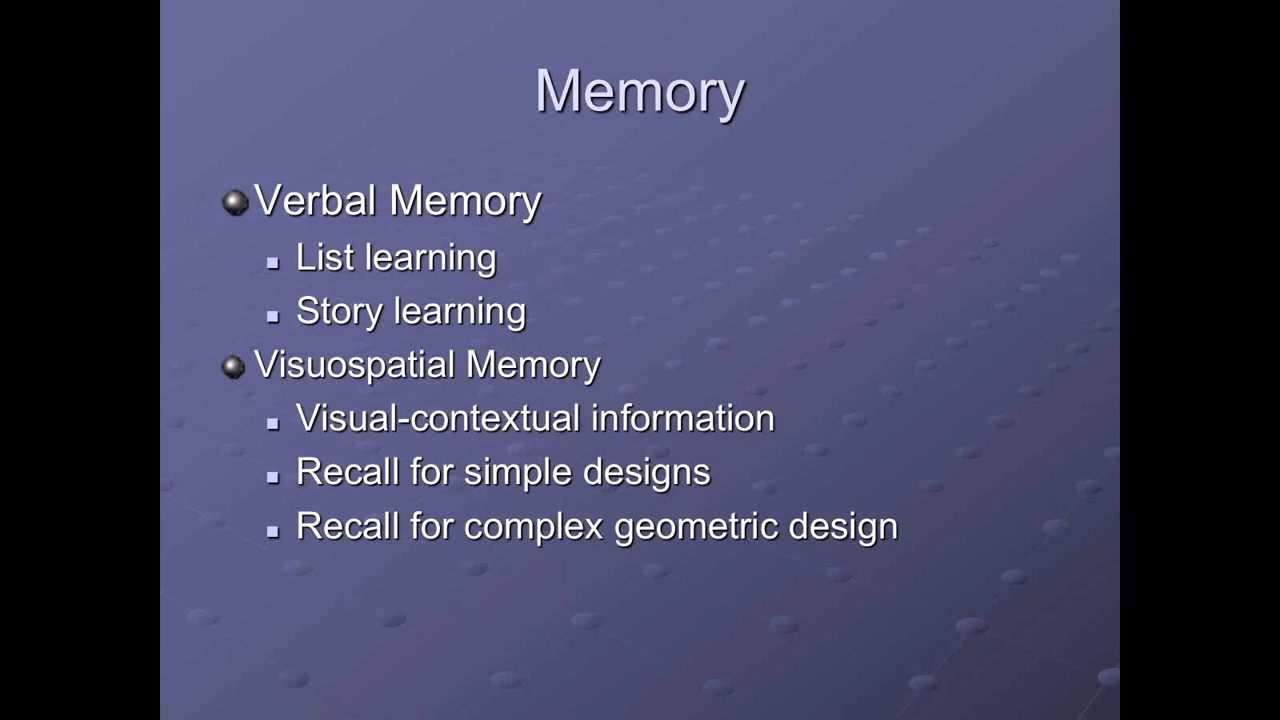 Memory
Verbal Memory
List learning
Story learning
Visuospatial Memory
Visual-contextual information
Recall for simple designs
Recall for complex geometric design